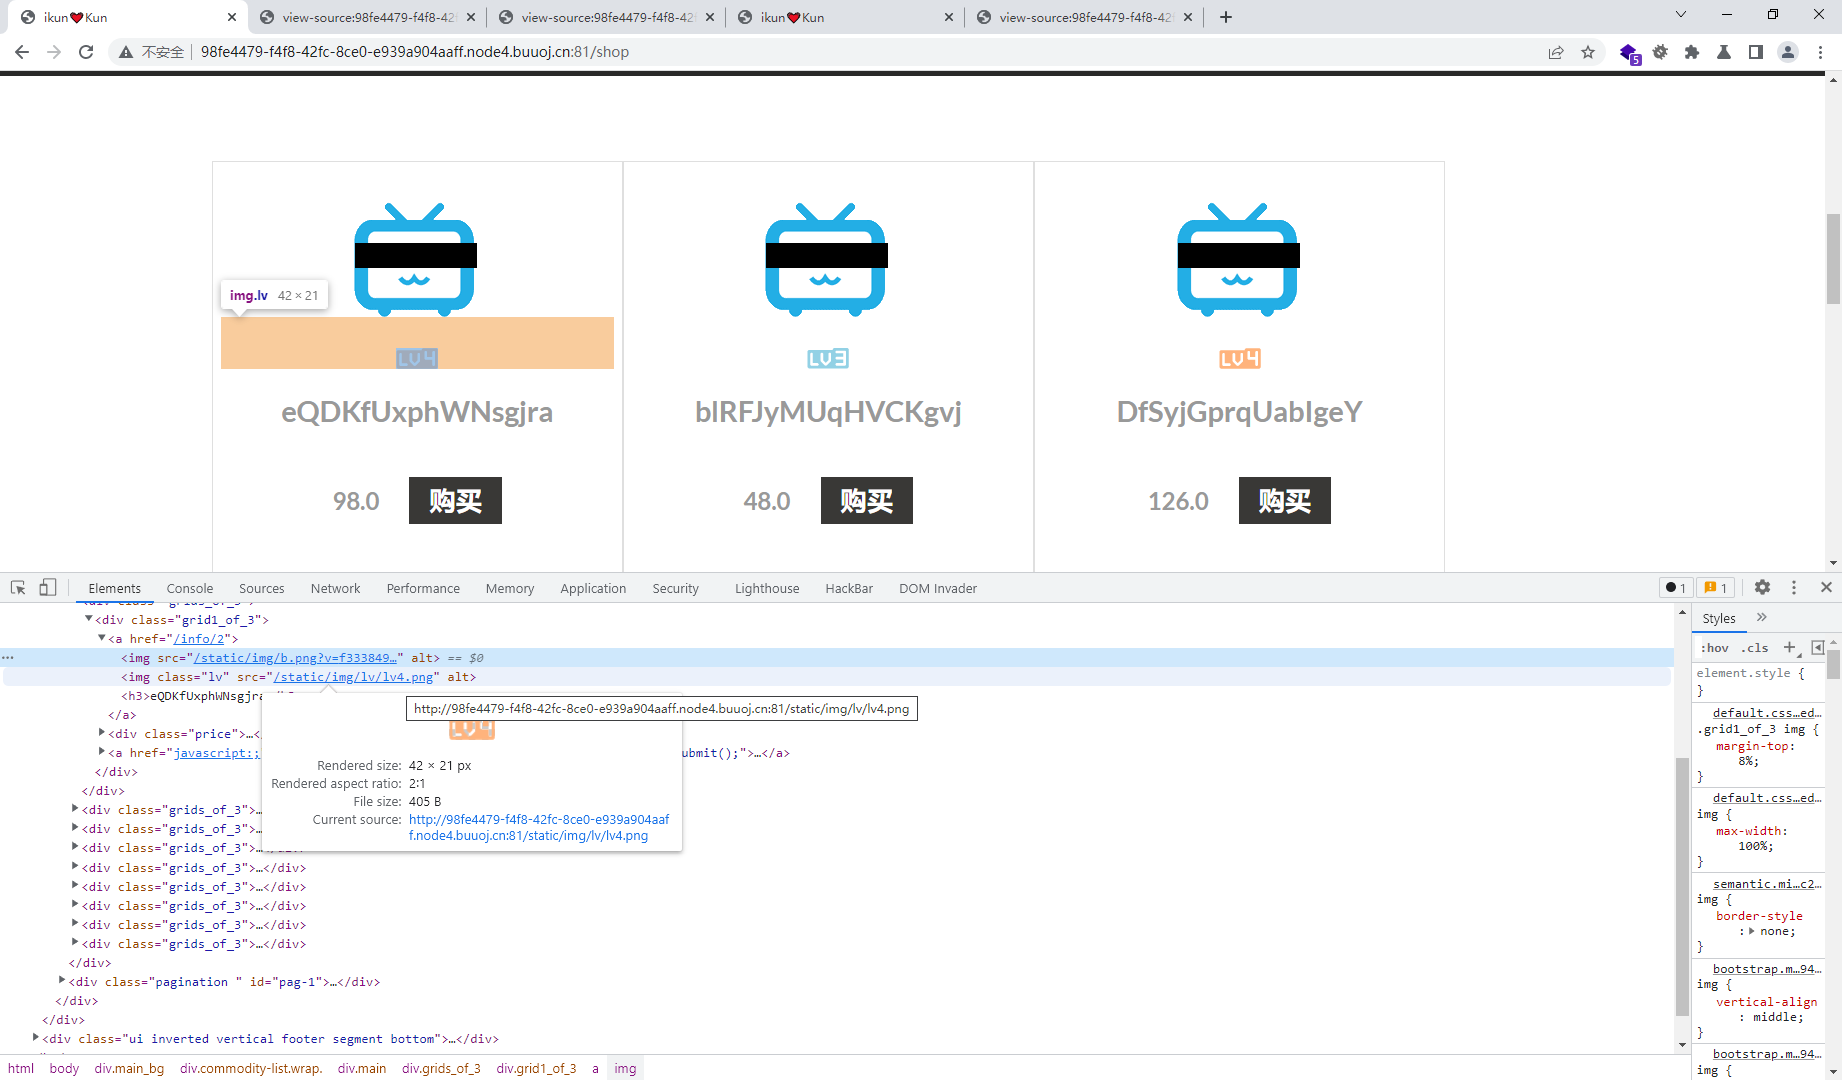 ikun❤Kun
view-source:98fe4479-f4f8-42
view-source:98fe4479-f4f8-42
ikun❤Kun
view-source:98fe4479-f4f8-42
不安全
98fe4479-f4f8-42fc-8ce0-e939a904aaff.node4.buuoj.cn:81/shop
5
img.lv 42 × 21
LV4
LV3
LV4
eQDKfUxphWNsgjra
blRFJyMUqHVCKgvj
DfSyjGprqUabIgeY
98.0 购买
48.0 购买
126.0 购买
Elements Console Sources Network Performance Memory Application Security Lighthouse HackBar DOM Invader
1 1
<div class="grids_of_3">
<div class="grid1_of_3">
<a href="/info/2">
<img src="/static/img/b.png?v=f333849…" alt> == $0
<img class="lv" src="/static/img/lv/lv4.png" alt>
<h3>eQDKfUxphWNsgjra
http://98fe4479-f4f8-42fc-8ce0-e939a904aaff.node4.buuoj.cn:81/static/img/lv/lv4.png
</a>
<div class="price">…</
<a href="javascript:; ubmit();">…</a>
</div>
</div>
LV4
Rendered size: 42 × 21 px
Rendered aspect ratio: 2∶1
File size: 405 B
Current source: http://98fe4479-f4f8-42fc-8ce0-e939a904aaf
f.node4.buuoj.cn:81/static/img/lv/lv4.png
<div class="grids_of_3">…
<div class="grids_of_3">…
<div class="grids_of_3">…</div>
<div class="grids_of_3">…</div>
<div class="grids_of_3">…</div>
<div class="grids_of_3">…</div>
<div class="grids_of_3">…</div>
<div class="grids_of_3">…</div>
</div>
<div class="pagination " id="pag-1">…</div>
</div>
</div>
<div class="ui inverted vertical footer segment bottom">…</div>
html body div.main_bg div.commodity-list.wrap. div.main div.grids_of_3 div.grid1_of_3 a img
Styles
:hov .cls
element.style {
}
default.css…ed…
.grid1_of_3 img {
margin-top:
8%;
}
default.css…ed…
img {
max-width:
100%;
}
semantic.mi…c2…
img {
border-style
: none;
}
bootstrap.m…94…
img {
vertical-align
: middle;
}
bootstrap.m…94…
img {